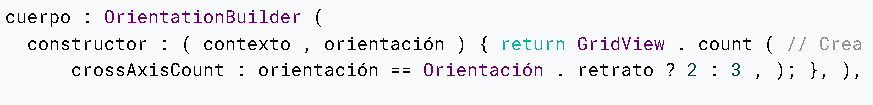 cuerpo : OrientationBuilder (
constructor : ( contexto , orientación ) { return GridView . count ( // Crea
crossAxisCount : orientación == Orientación . retrato ? 2 : 3 , ); }, ),